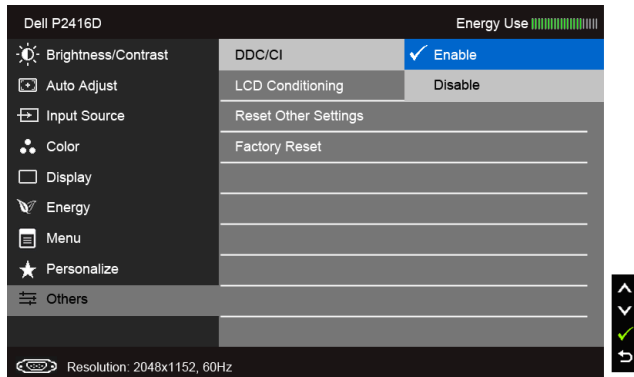 Dell P2416D
Energy Use
Brightness/Contrast
DDC/CI
Enable
Auto Adjust
LCD Conditioning
Disable
Input Source
Reset Other Settings
Color
Factory Reset
Display
Energy
Menu
Personalize
Others
Resolution: 2048x1152, 60Hz